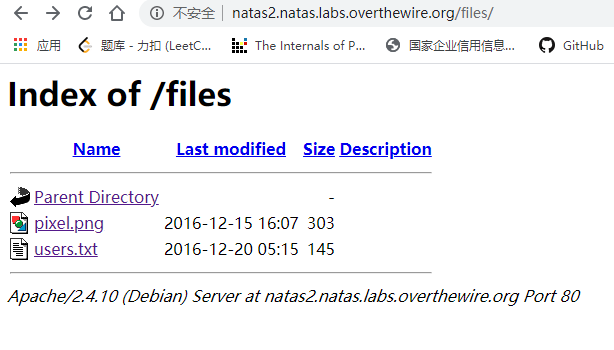 不安全 | natas2.natas.labs.overthewire.org/files/
应用 题库 - 力扣 (LeetC... The Internals of P... 国家企业信用信息... GitHub
Index of /files
Name Last modified Size Description
Parent Directory -
pixel.png 2016-12-15 16:07 303
users.txt 2016-12-20 05:15 145
Apache/2.4.10 (Debian) Server at natas2.natas.labs.overthewire.org Port 80